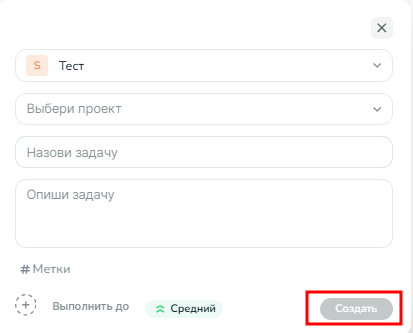 S Тест
Выбери проект
Назови задачу
Опиши задачу
# Метки
Выполнить до Средний Создать